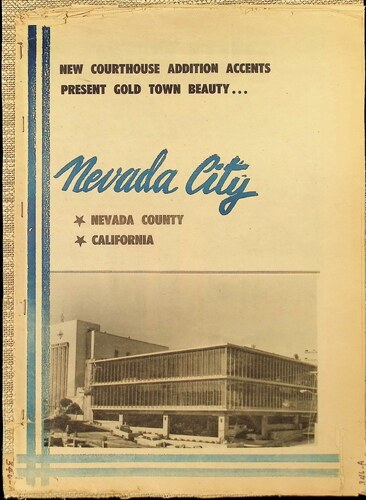 NEW COURTHOUSE ADDITION ACCENTS
PRESENT GOLD TOWN BEAUTY...
Nevada City
NEVADA COUNTY
CALIFORNIA